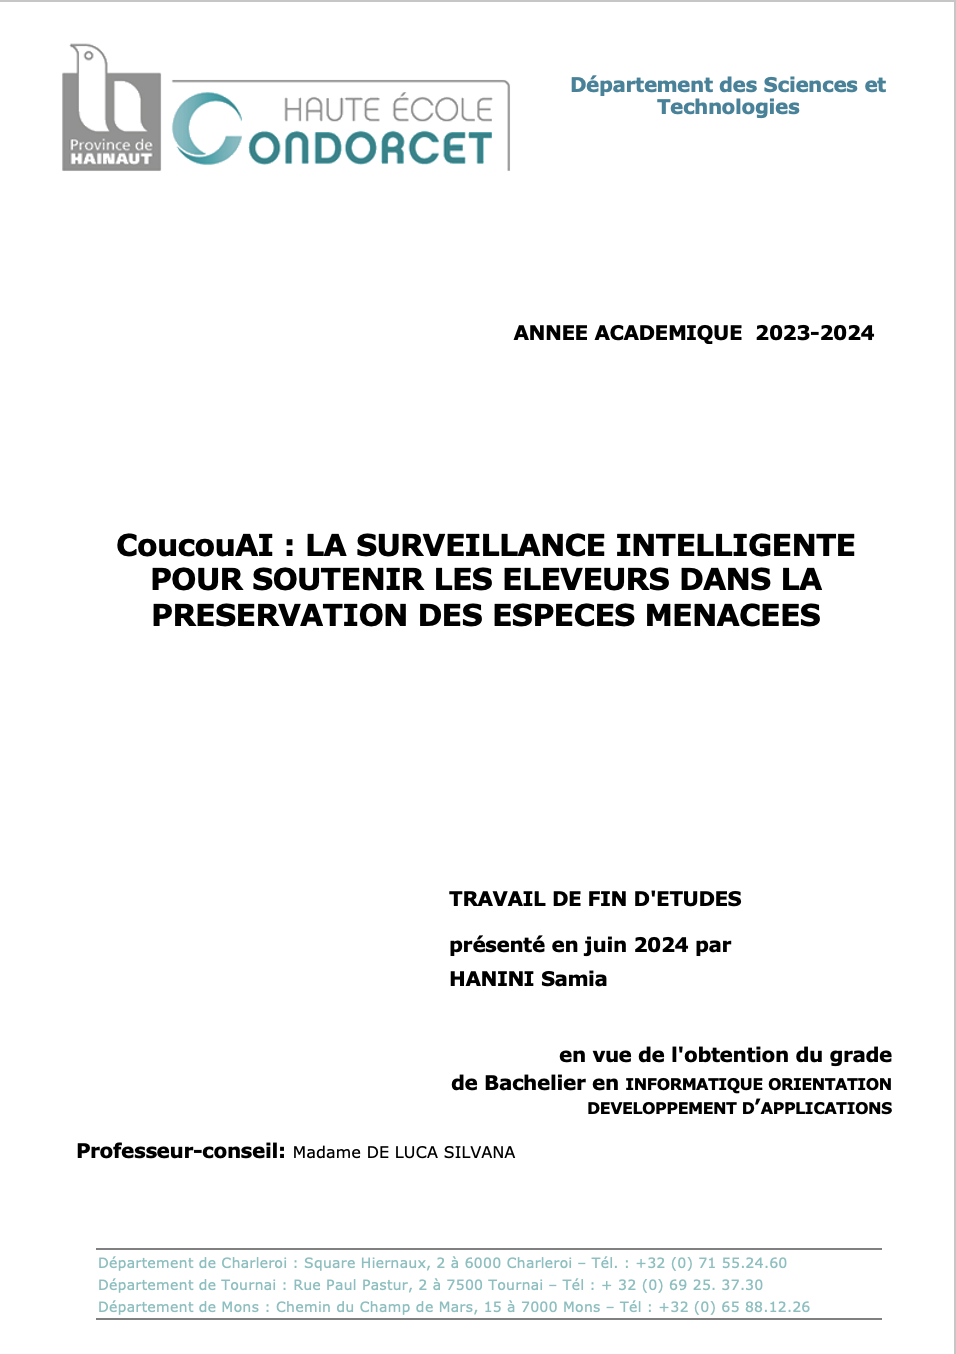 Province de
HAINAUT
HAUTE ÉCOLE
CONDORCET
Département des Sciences et
Technologies
ANNEE ACADEMIQUE 2023-2024
CoucouAI : LA SURVEILLANCE INTELLIGENTE
POUR SOUTENIR LES ELEVEURS DANS LA
PRESERVATION DES ESPECES MENACEES
TRAVAIL DE FIN D'ETUDES
présenté en juin 2024 par
HANINI Samia
en vue de l'obtention du grade
de Bachelier en INFORMATIQUE ORIENTATION
DEVELOPPEMENT D’APPLICATIONS
Professeur-conseil: Madame DE LUCA SILVANA
Département de Charleroi : Square Hiernaux, 2 à 6000 Charleroi – Tél. : +32 (0) 71 55.24.60
Département de Tournai : Rue Paul Pastur, 2 à 7500 Tournai – Tél : + 32 (0) 69 25. 37.30
Département de Mons : Chemin du Champ de Mars, 15 à 7000 Mons – Tél : +32 (0) 65 88.12.26